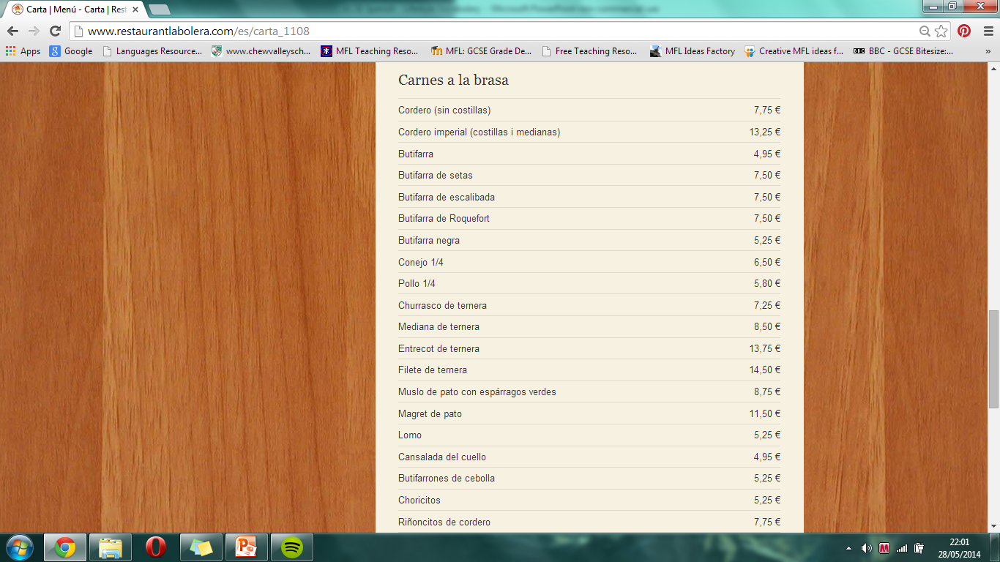 Carta | Menú - Carta | Rest
www.restaurantlabolera.com/es/carta_1108
Apps Google Languages Resource... www.chewvalleysch... MFL Teaching Reso... MFL: GCSE Grade De... Free Teaching Reso... MFL Ideas Factory Creative MFL ideas f... BBC BBC - GCSE Bitesize:... »
Carnes a la brasa
Cordero (sin costillas) 7,75 €
Cordero imperial (costillas i medianas) 13,25 €
Butifarra 4,95 €
Butifarra de setas 7,50 €
Butifarra de escalibada 7,50 €
Butifarra de Roquefort 7,50 €
Butifarra negra 5,25 €
Conejo 1/4 6,50 €
Pollo 1/4 5,80 €
Churrasco de ternera 7,25 €
Mediana de ternera 8,50 €
Entrecot de ternera 13,75 €
Filete de ternera 14,50 €
Muslo de pato con espárragos verdes 8,75 €
Magret de pato 11,50 €
Lomo 5,25 €
Cansalada del cuello 4,95 €
Butifarrones de cebolla 5,25 €
Choricitos 5,25 €
Riñoncitos de cordero 7,75 €
22:01
28/05/2014